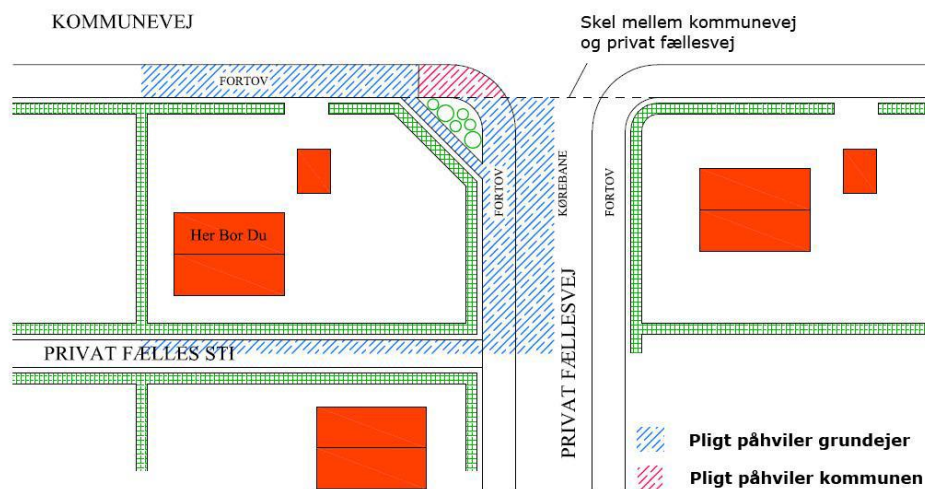 KOMMUNEVEJ
Skel mellem kommunevej
og privat fællesvej
FORTOV
FORTOV
KØREBANE
FORTOV
Her Bor Du
PRIVAT FÆLLES STI
PRIVAT FÆLLESVEJ
Pligt påhviler grundejer
Pligt påhviler kommunen